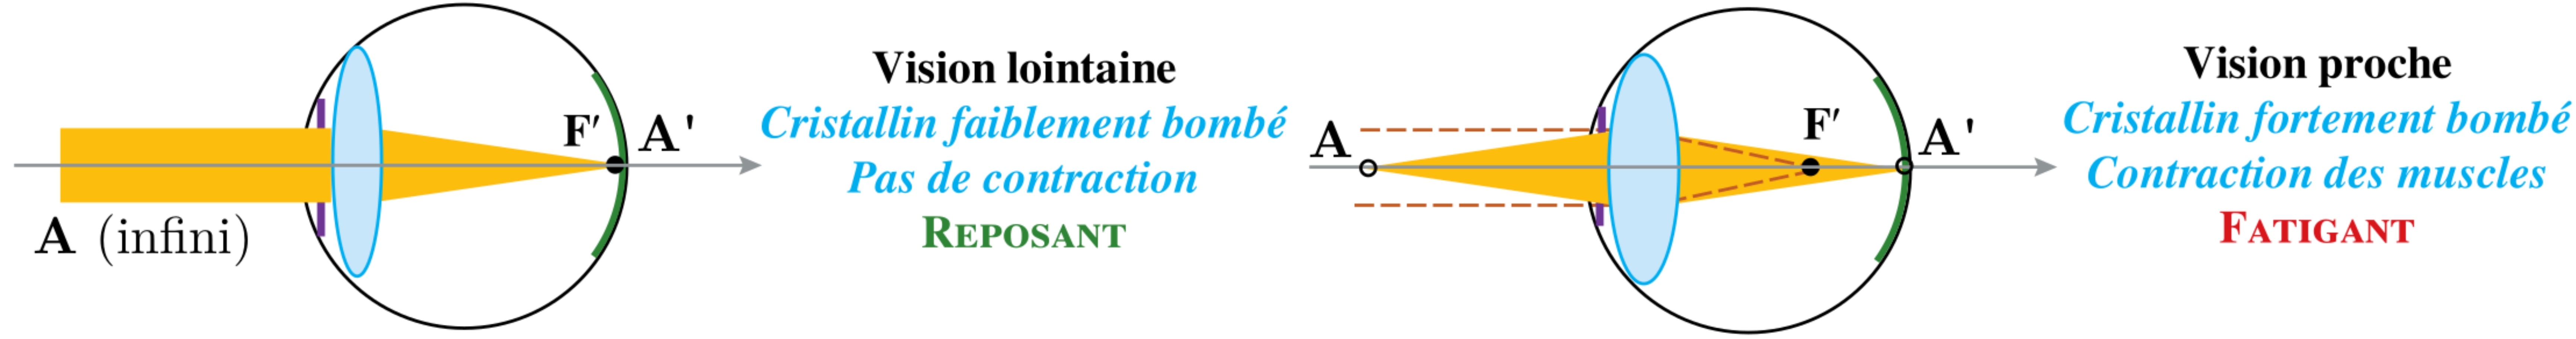 Vision lointaine
Cristallin faiblement bombé
F′ A'
Pas de contraction
A (infini)
REPOSANT
Vision proche
Cristallin fortement bombé
A F′ A'
Contraction des muscles
FATIGANT